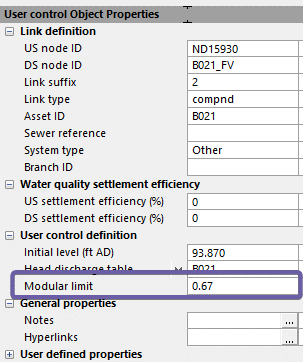 User control Object Properties
Link definition
US node ID ND15930
DS node ID B021_FV
Link suffix 2
Link type compnd
Asset ID B021
Sewer reference
System type Other
Branch ID
Water quality settlement efficiency
US settlement efficiency (%) 0
DS settlement efficiency (%) 0
User control definition
Initial level (ft AD) 93.870
Head discharge table B021
Modular limit 0.67
General properties
Notes ...
Hyperlinks ...
User defined properties